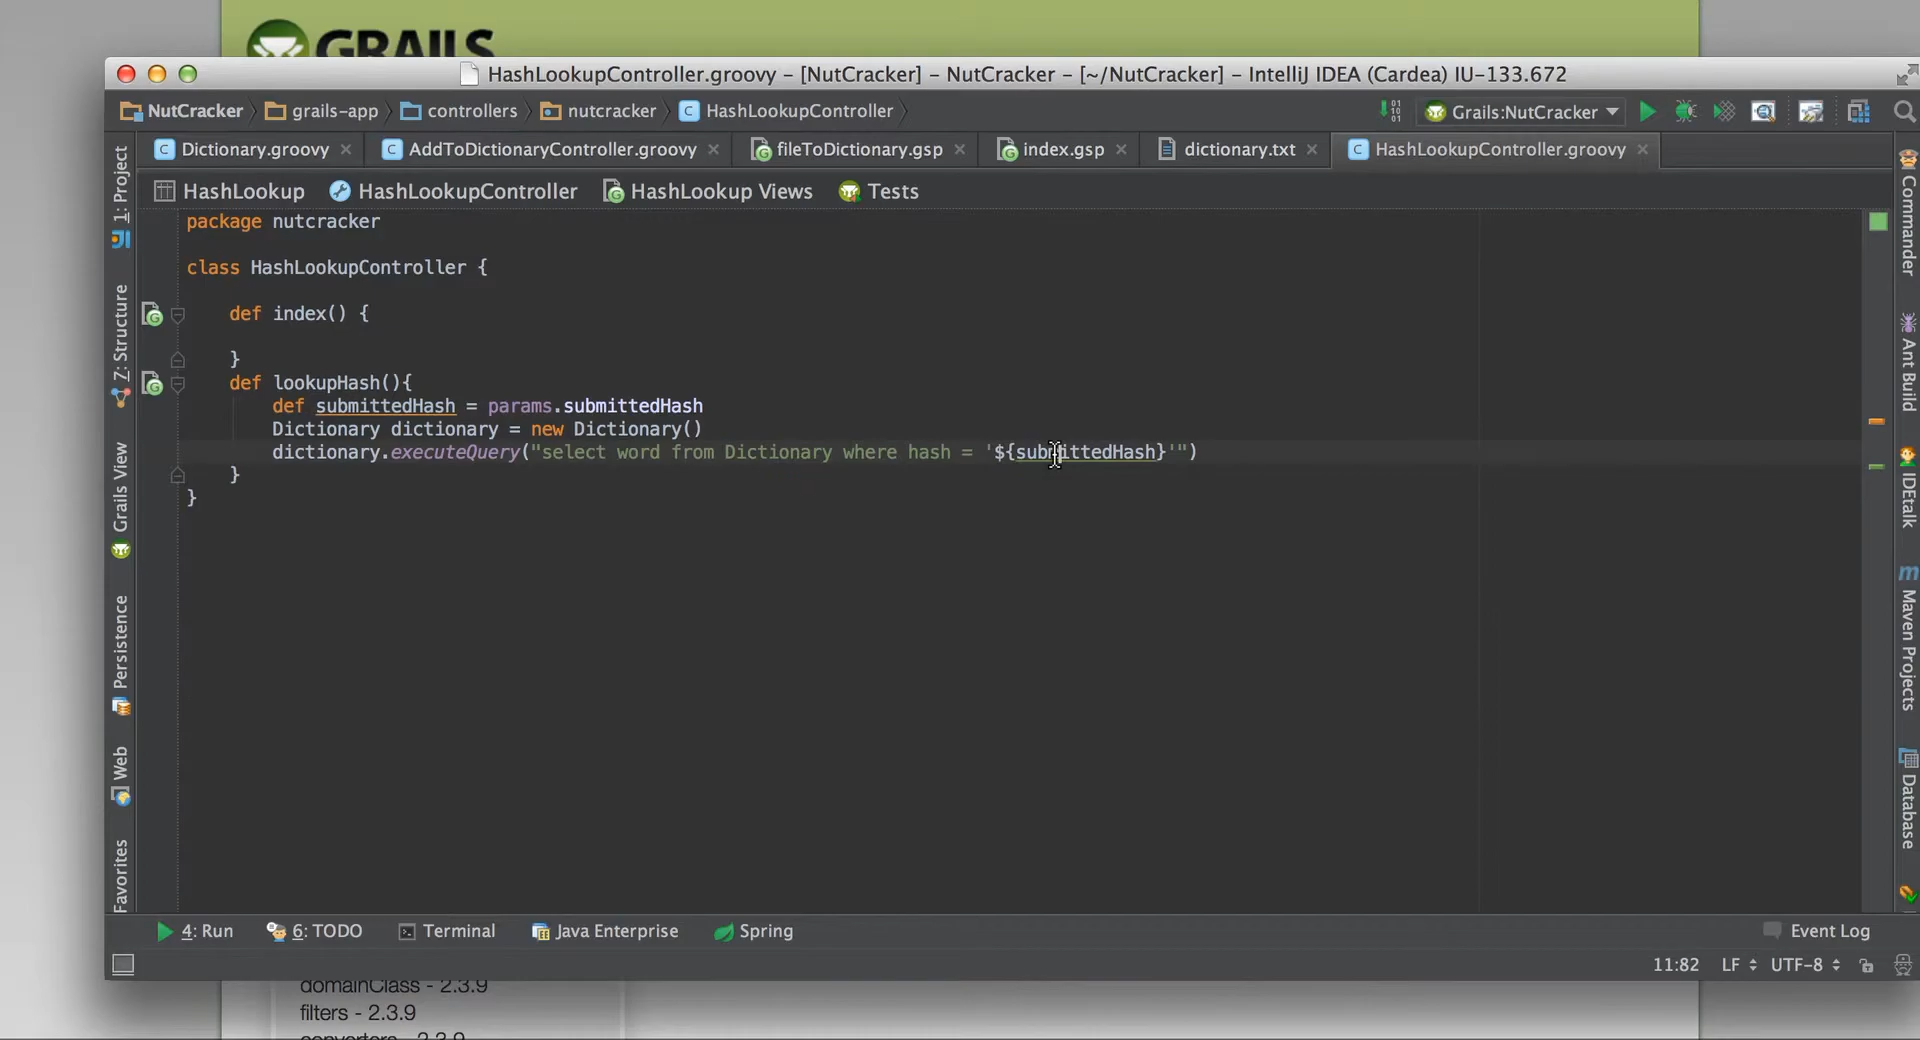 GRAILS
HashLookupController.groovy – [NutCracker] – NutCracker – [~/NutCracker] – IntelliJ IDEA (Cardea) IU-133.672
NutCracker grails-app controllers nutcracker HashLookupController
Grails:NutCracker
Dictionary.groovy AddToDictionaryController.groovy fileToDictionary.gsp index.gsp dictionary.txt HashLookupController.groovy
HashLookup HashLookupController HashLookup Views Tests
package nutcracker
class HashLookupController {
def index() {
}
def lookupHash(){
def submittedHash = params.submittedHash
Dictionary dictionary = new Dictionary()
dictionary.executeQuery("select word from Dictionary where hash = '${submittedHash}'")
}
}
1: Project
7: Structure
Grails View
Persistence
Web
Favorites
Commander
Ant Build
IDEtalk
Maven Projects
Database
4: Run 6: TODO Terminal Java Enterprise Spring Event Log
11:82 LF UTF-8
domainClass - 2.3.9
filters - 2.3.9
converters - 2.3.9